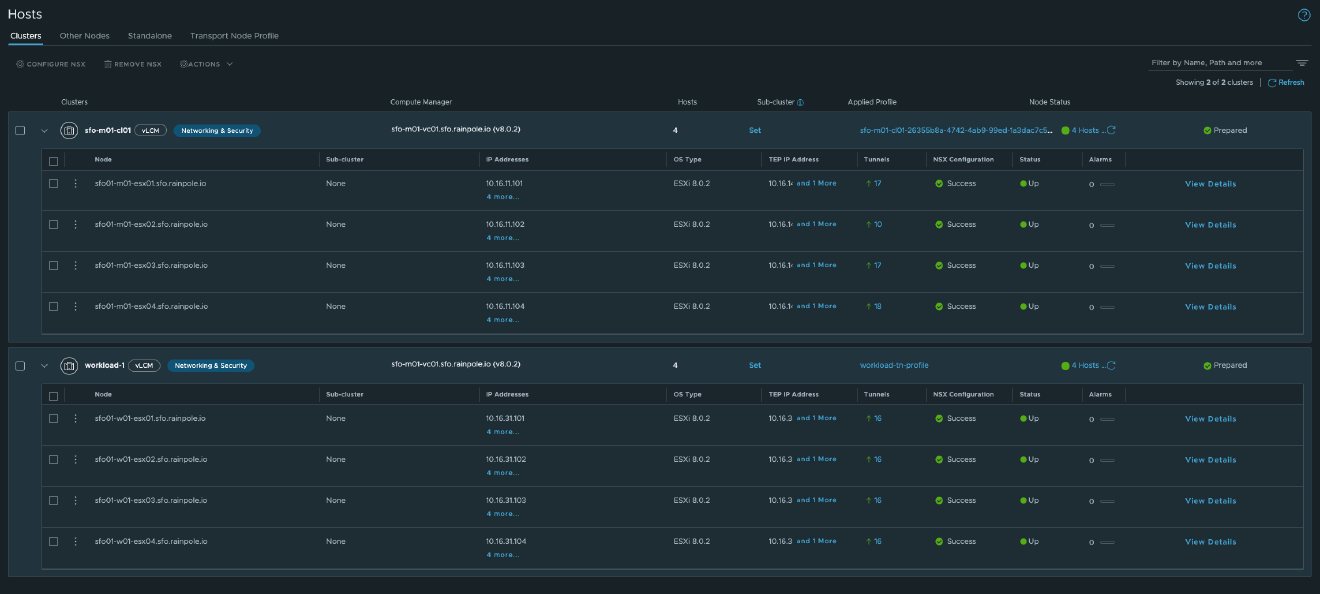 Hosts
Clusters Other Nodes Standalone Transport Node Profile
CONFIGURE NSX REMOVE NSX ACTIONS
Filter by Name, Path and more
Showing 2 of 2 clusters Refresh
Clusters Compute Manager Hosts Sub-cluster Applied Profile Node Status
sfo-m01-cl01 vLCM Networking & Security sfo-m01-vc01.sfo.rainpole.io (v8.0.2) 4 Set sfo-m01-cl01-26355b8a-4742-4ab9-99ed-1a3dac7c5... 4 Hosts ... Prepared
Node Sub-cluster IP Addresses OS Type TEP IP Address Tunnels NSX Configuration Status Alarms
sfo01-m01-esx01.sfo.rainpole.io None 10.16.11.101 ESXi 8.0.2 10.16.14 and 1 More 17 Success Up 0 View Details
4 more...
sfo01-m01-esx02.sfo.rainpole.io None 10.16.11.102 ESXi 8.0.2 10.16.14 and 1 More 10 Success Up 0 View Details
4 more...
sfo01-m01-esx03.sfo.rainpole.io None 10.16.11.103 ESXi 8.0.2 10.16.14 and 1 More 17 Success Up 0 View Details
4 more...
sfo01-m01-esx04.sfo.rainpole.io None 10.16.11.104 ESXi 8.0.2 10.16.14 and 1 More 18 Success Up 0 View Details
4 more...
workload-1 vLCM Networking & Security sfo-m01-vc01.sfo.rainpole.io (v8.0.2) 4 Set workload-tn-profile 4 Hosts ... Prepared
Node Sub-cluster IP Addresses OS Type TEP IP Address Tunnels NSX Configuration Status Alarms
sfo01-w01-esx01.sfo.rainpole.io None 10.16.31.101 ESXi 8.0.2 10.16.3 and 1 More 16 Success Up 0 View Details
4 more...
sfo01-w01-esx02.sfo.rainpole.io None 10.16.31.102 ESXi 8.0.2 10.16.3 and 1 More 16 Success Up 0 View Details
4 more...
sfo01-w01-esx03.sfo.rainpole.io None 10.16.31.103 ESXi 8.0.2 10.16.3 and 1 More 16 Success Up 0 View Details
4 more...
sfo01-w01-esx04.sfo.rainpole.io None 10.16.31.104 ESXi 8.0.2 10.16.3 and 1 More 16 Success Up 0 View Details
4 more...